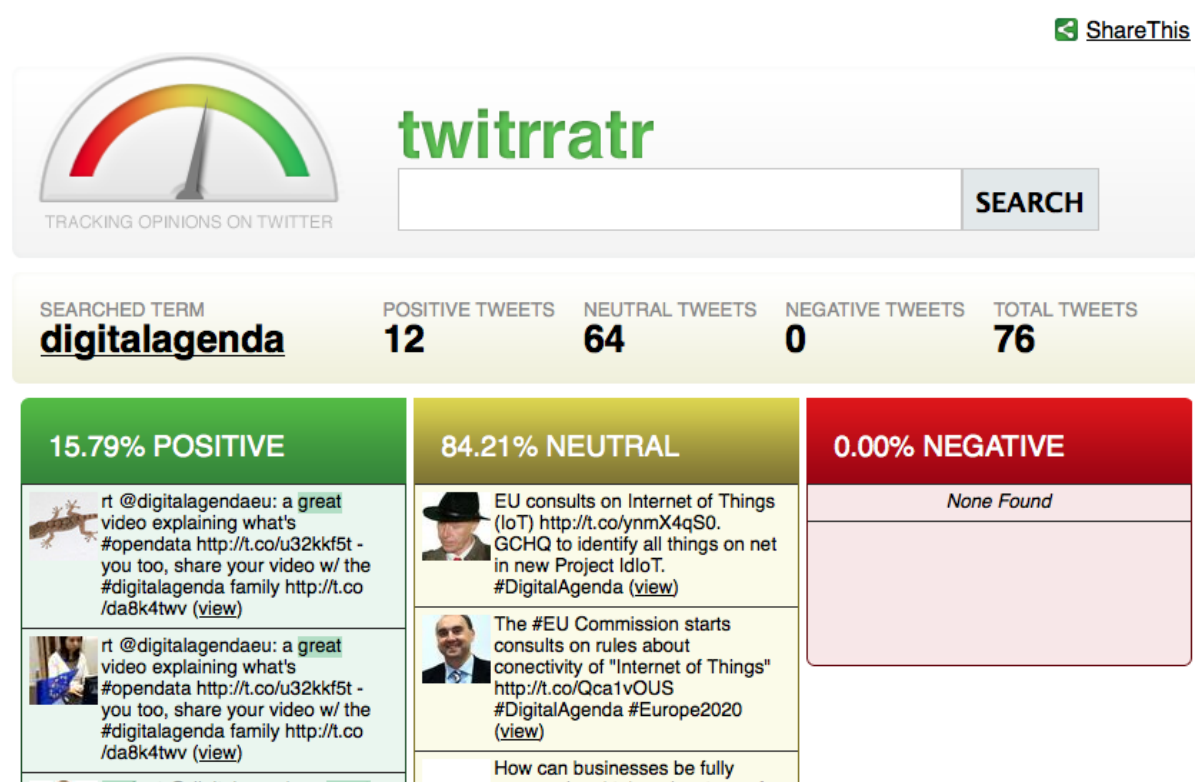 ShareThis
twitrratr
SEARCH
TRACKING OPINIONS ON TWITTER
SEARCHED TERM
digitalagenda
POSITIVE TWEETS
12
NEUTRAL TWEETS
64
NEGATIVE TWEETS
0
TOTAL TWEETS
76
15.79% POSITIVE
rt @digitalagendaeu: a great
video explaining what's
#opendata http://t.co/u32kkf5t -
you too, share your video w/ the
#digitalagenda family http://t.co
/da8k4twv (view)
rt @digitalagendaeu: a great
video explaining what's
#opendata http://t.co/u32kkf5t -
you too, share your video w/ the
#digitalagenda family http://t.co
/da8k4twv (view)
84.21% NEUTRAL
EU consults on Internet of Things
(IoT) http://t.co/ynmX4qS0.
GCHQ to identify all things on net
in new Project IdIoT.
#DigitalAgenda (view)
The #EU Commission starts
consults on rules about
conectivity of "Internet of Things"
http://t.co/Qca1vOUS
#DigitalAgenda #Europe2020
(view)
How can businesses be fully
0.00% NEGATIVE
None Found